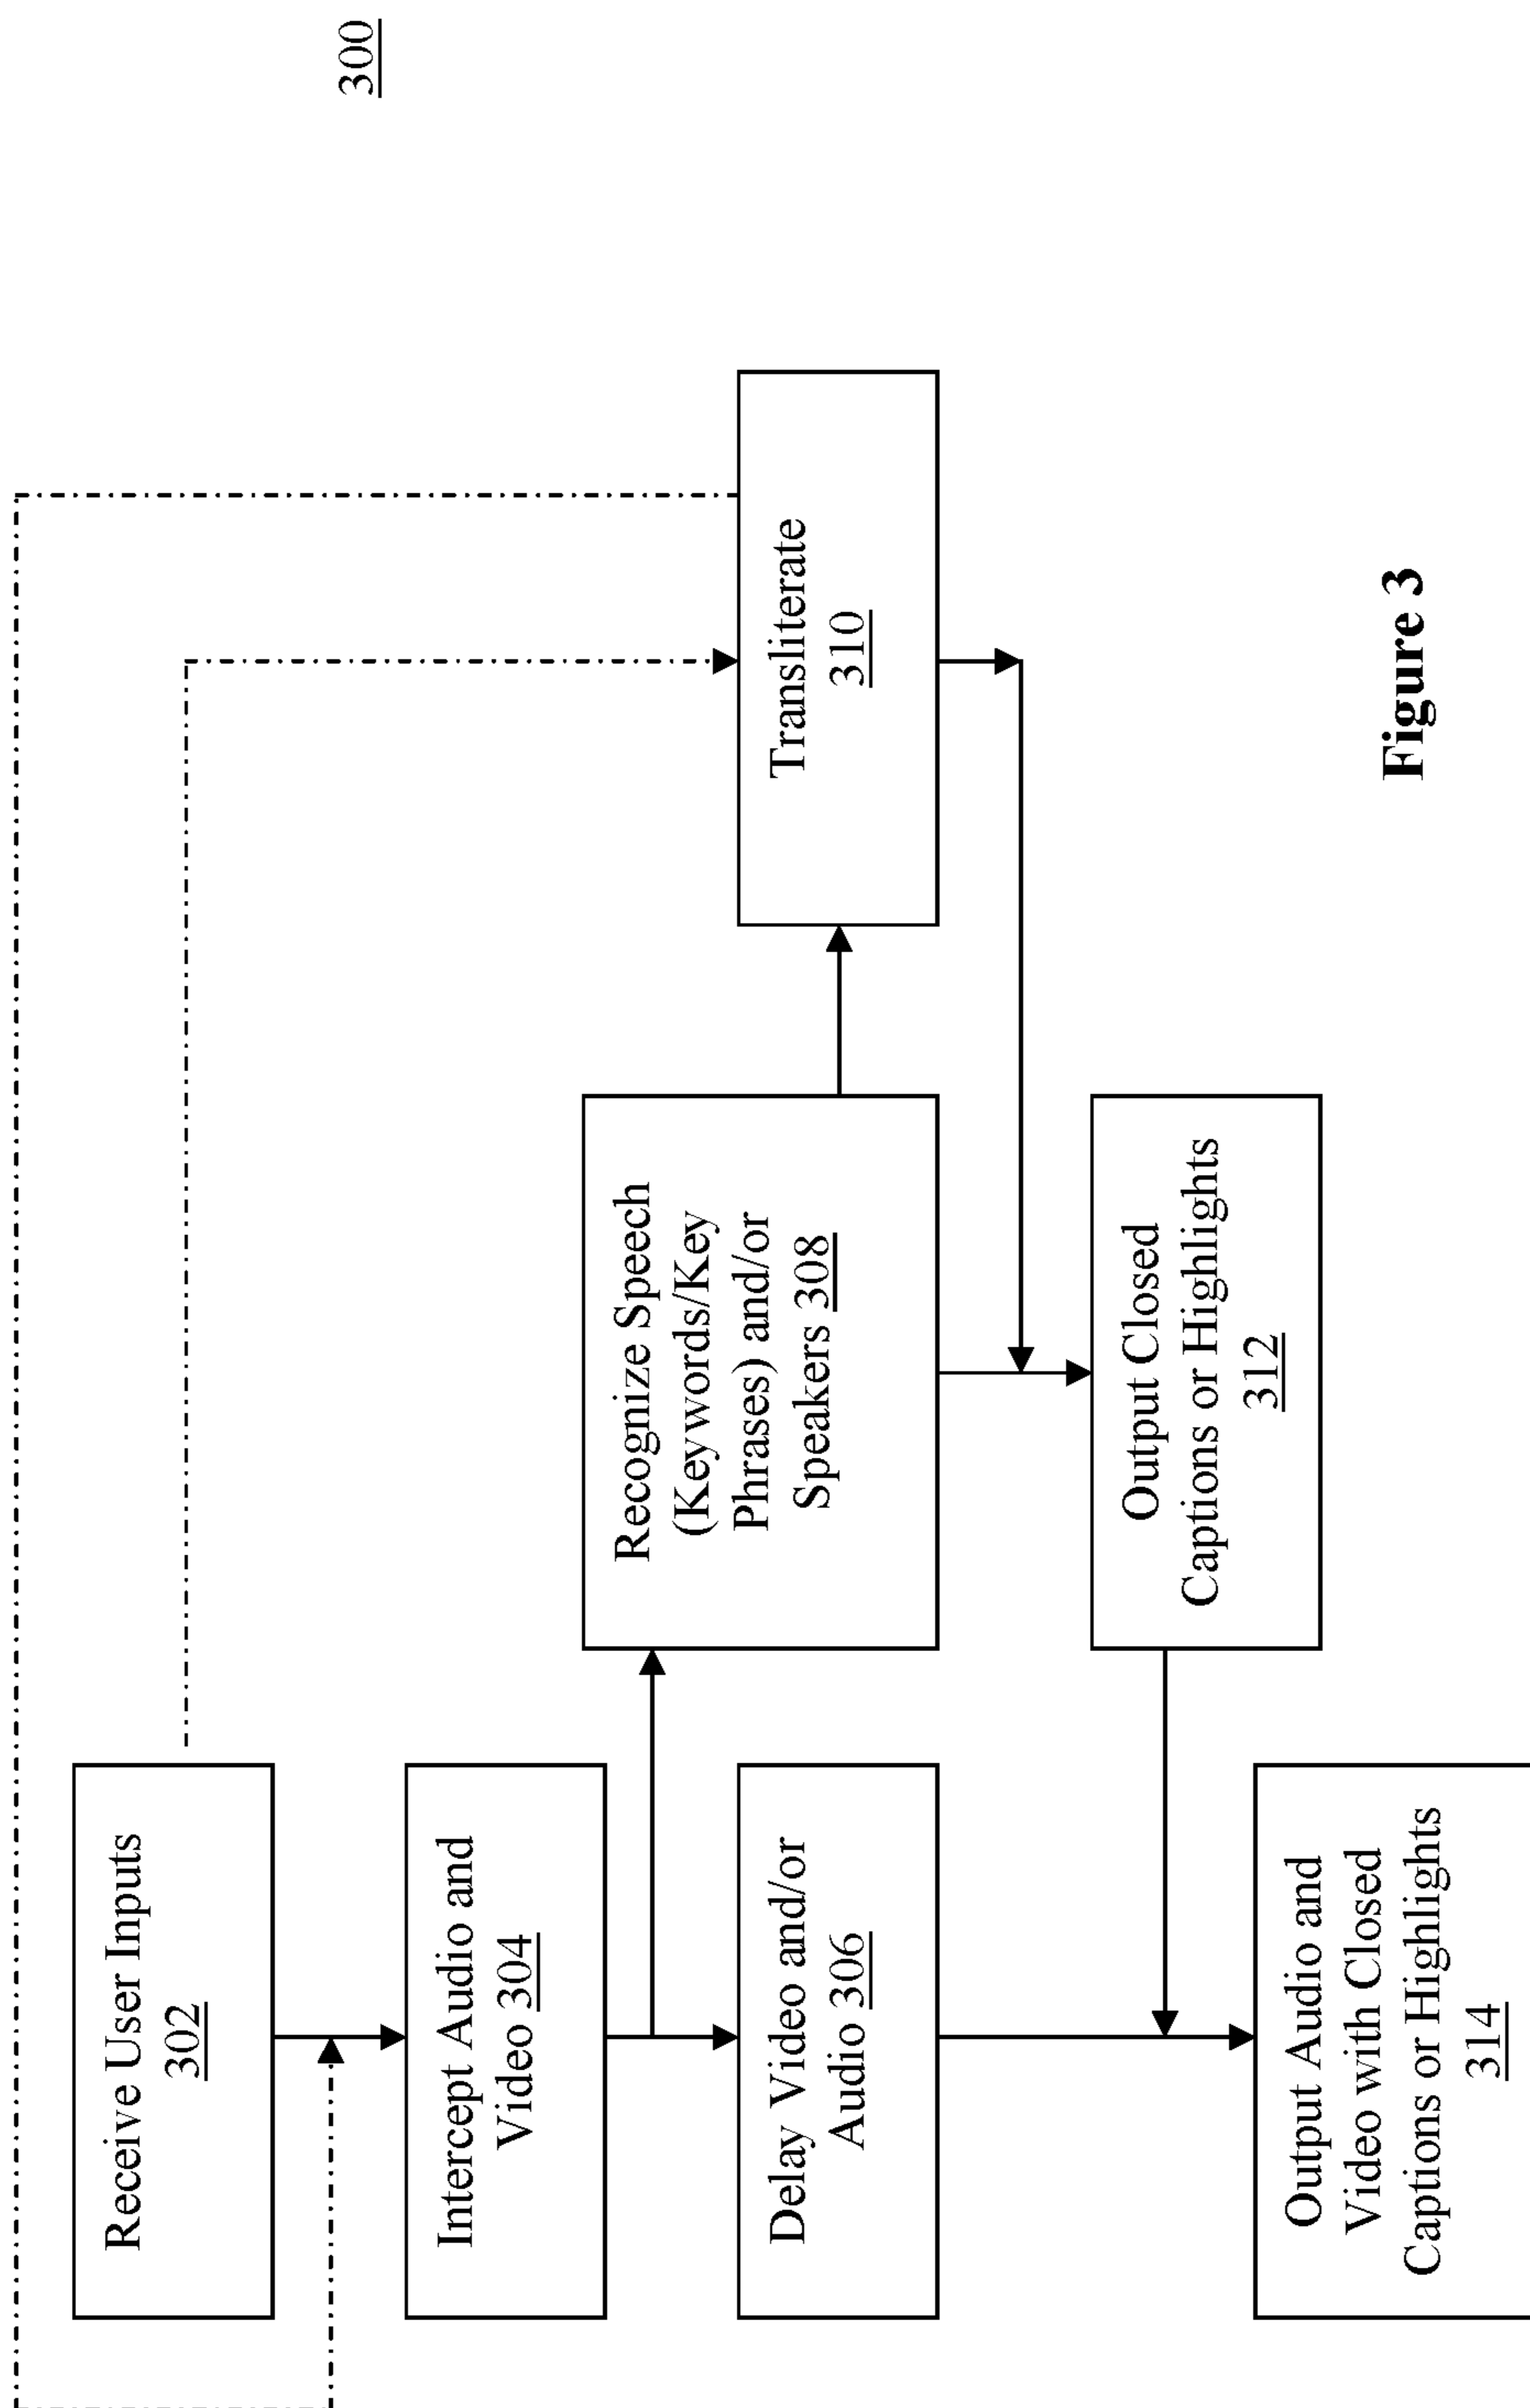 300
Receive User Inputs
302
Intercept Audio and
Video 304
Delay Video and/or
Audio 306
Recognize Speech
(Keywords/Key
Phrases) and/or
Speakers 308
Transliterate
310
Output Closed
Captions or Highlights
312
Output Audio and
Video with Closed
Captions or Highlights
314
Figure 3